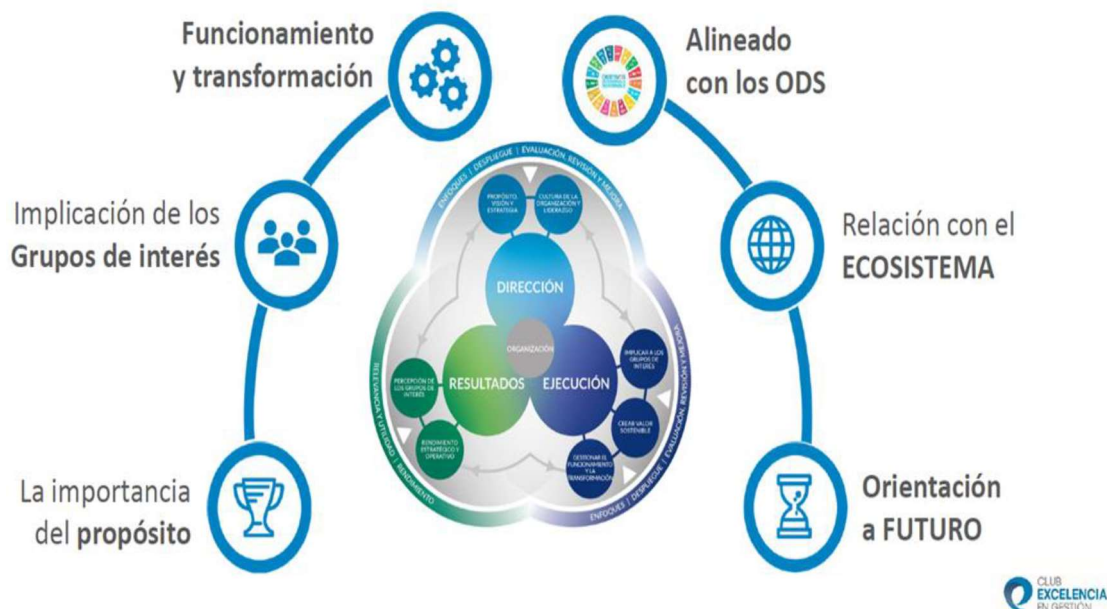 Funcionamiento
y transformación
Alineado
con los ODS
Implicación de los
Grupos de interés
Relación con el
ECOSISTEMA
La importancia
del propósito
Orientación
a FUTURO
ENFOQUES | DESPLIEGUE | EVALUACIÓN, REVISIÓN Y MEJORA
PROPÓSITO,
VISIÓN Y
ESTRATEGIA
CULTURA DE LA
ORGANIZACIÓN Y
LIDERAZGO
DIRECCIÓN
ORGANIZACIÓN
RESULTADOS
EJECUCIÓN
PERCEPCIÓN DE
LOS GRUPOS DE
INTERÉS
RENDIMIENTO
ESTRATÉGICO Y
OPERATIVO
IMPLICAR A LOS
GRUPOS DE
INTERÉS
CREAR VALOR
SOSTENIBLE
GESTIONAR EL
FUNCIONAMIENTO
Y LA
TRANSFORMACIÓN
RELEVANCIA Y UTILIDAD | RENDIMIENTO
ENFOQUES | DESPLIEGUE | EVALUACIÓN, REVISIÓN Y MEJORA
CLUB
EXCELENCIA
EN GESTIÓN